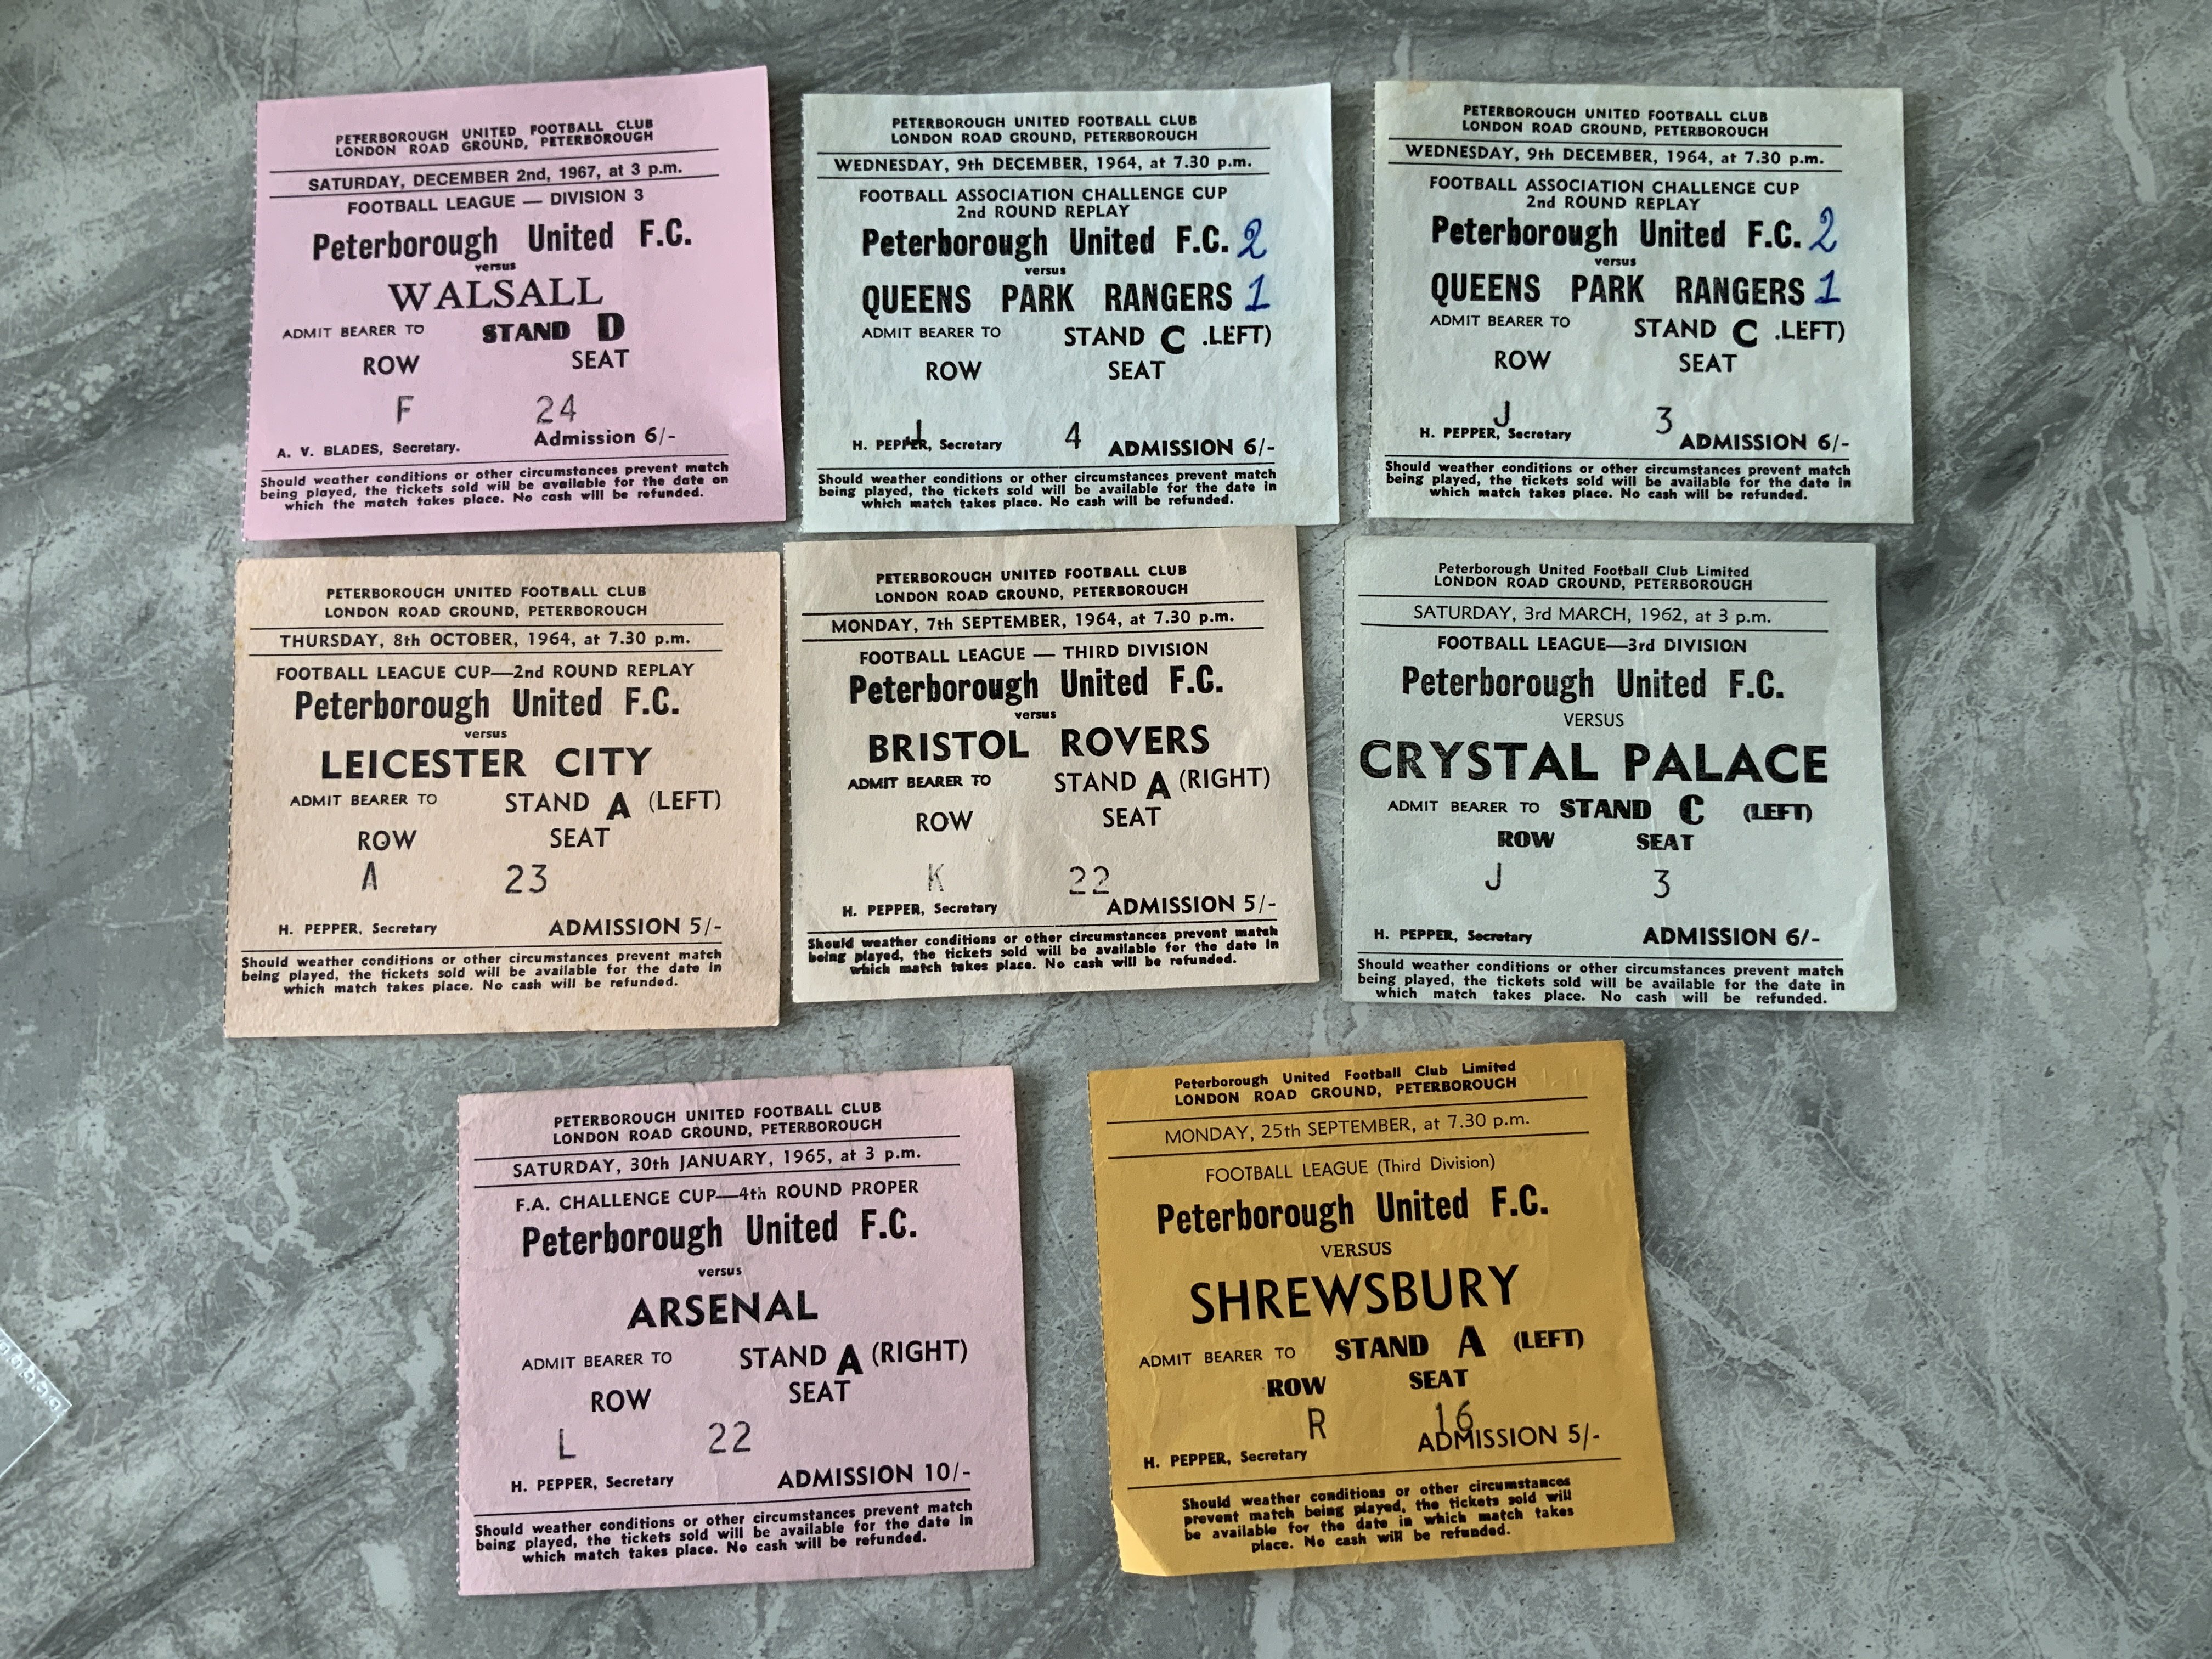 PETERBOROUGH UNITED FOOTBALL CLUB
LONDON ROAD GROUND, PETERBOROUGH
SATURDAY, DECEMBER 2nd, 1967, at 3 p.m.
FOOTBALL LEAGUE — DIVISION 3
Peterborough United F.C.
versus
WALSALL
ADMIT BEARER TO STAND D
ROW SEAT
F 24
Admission 6/-
A. V. BLADES, Secretary.
Should weather conditions or other circumstances prevent match
being played, the tickets sold will be available for the date on
which the match takes place. No cash will be refunded.
PETERBOROUGH UNITED FOOTBALL CLUB
LONDON ROAD GROUND, PETERBOROUGH
WEDNESDAY, 9th DECEMBER, 1964, at 7.30 p.m.
FOOTBALL ASSOCIATION CHALLENGE CUP
2nd ROUND REPLAY
Peterborough United F.C. 2
versus
QUEENS PARK RANGERS 1
ADMIT BEARER TO STAND C .LEFT)
ROW SEAT
J 4
H. PEPPER, Secretary ADMISSION 6/-
Should weather conditions or other circumstances prevent match
being played, the tickets sold will be available for the date in
which match takes place. No cash will be refunded.
PETERBOROUGH UNITED FOOTBALL CLUB
LONDON ROAD GROUND, PETERBOROUGH
WEDNESDAY, 9th DECEMBER, 1964, at 7.30 p.m.
FOOTBALL ASSOCIATION CHALLENGE CUP
2nd ROUND REPLAY
Peterborough United F.C. 2
versus
QUEENS PARK RANGERS 1
ADMIT BEARER TO STAND C .LEFT)
ROW SEAT
J 3
H. PEPPER, Secretary ADMISSION 6/-
Should weather conditions or other circumstances prevent match
being played, the tickets sold will be available for the date in
which match takes place. No cash will be refunded.
PETERBOROUGH UNITED FOOTBALL CLUB
LONDON ROAD GROUND, PETERBOROUGH
THURSDAY, 8th OCTOBER, 1964, at 7.30 p.m.
FOOTBALL LEAGUE CUP—2nd ROUND REPLAY
Peterborough United F.C.
versus
LEICESTER CITY
ADMIT BEARER TO STAND A (LEFT)
ROW SEAT
A 23
H. PEPPER, Secretary ADMISSION 5/-
Should weather conditions or other circumstances prevent match
being played, the tickets sold will be available for the date in
which match takes place. No cash will be refunded.
PETERBOROUGH UNITED FOOTBALL CLUB
LONDON ROAD GROUND, PETERBOROUGH
MONDAY, 7th SEPTEMBER, 1964, at 7.30 p.m.
FOOTBALL LEAGUE — THIRD DIVISION
Peterborough United F.C.
versus
BRISTOL ROVERS
ADMIT BEARER TO STAND A (RIGHT)
ROW SEAT
K 22
H. PEPPER, Secretary ADMISSION 5/-
Should weather conditions or other circumstances prevent match
being played, the tickets sold will be available for the date in
which match takes place. No cash will be refunded.
Peterborough United Football Club Limited
LONDON ROAD GROUND, PETERBOROUGH
SATURDAY, 3rd MARCH, 1962, at 3 p.m.
FOOTBALL LEAGUE—3rd DIVISION
Peterborough United F.C.
VERSUS
CRYSTAL PALACE
ADMIT BEARER TO STAND C (LEFT)
ROW SEAT
J 3
H. PEPPER, Secretary ADMISSION 6/-
Should weather conditions or other circumstances prevent match
being played, the tickets sold will be available for the date in
which match takes place. No cash will be refunded.
PETERBOROUGH UNITED FOOTBALL CLUB
LONDON ROAD GROUND, PETERBOROUGH
SATURDAY, 30th JANUARY, 1965, at 3 p.m.
F.A. CHALLENGE CUP—4th ROUND PROPER
Peterborough United F.C.
versus
ARSENAL
ADMIT BEARER TO STAND A (RIGHT)
ROW SEAT
L 22
H. PEPPER, Secretary ADMISSION 10/-
Should weather conditions or other circumstances prevent match
being played, the tickets sold will be available for the date in
which match takes place. No cash will be refunded.
Peterborough United Football Club Limited
LONDON ROAD GROUND, PETERBOROUGH
MONDAY, 25th SEPTEMBER, at 7.30 p.m.
FOOTBALL LEAGUE (Third Division)
Peterborough United F.C.
VERSUS
SHREWSBURY
ADMIT BEARER TO STAND A (LEFT)
ROW SEAT
R 16
H. PEPPER, Secretary ADMISSION 5/-
Should weather conditions or other circumstances
prevent match being played, the tickets sold will
be available for the date in which match takes
place. No cash will be refunded.